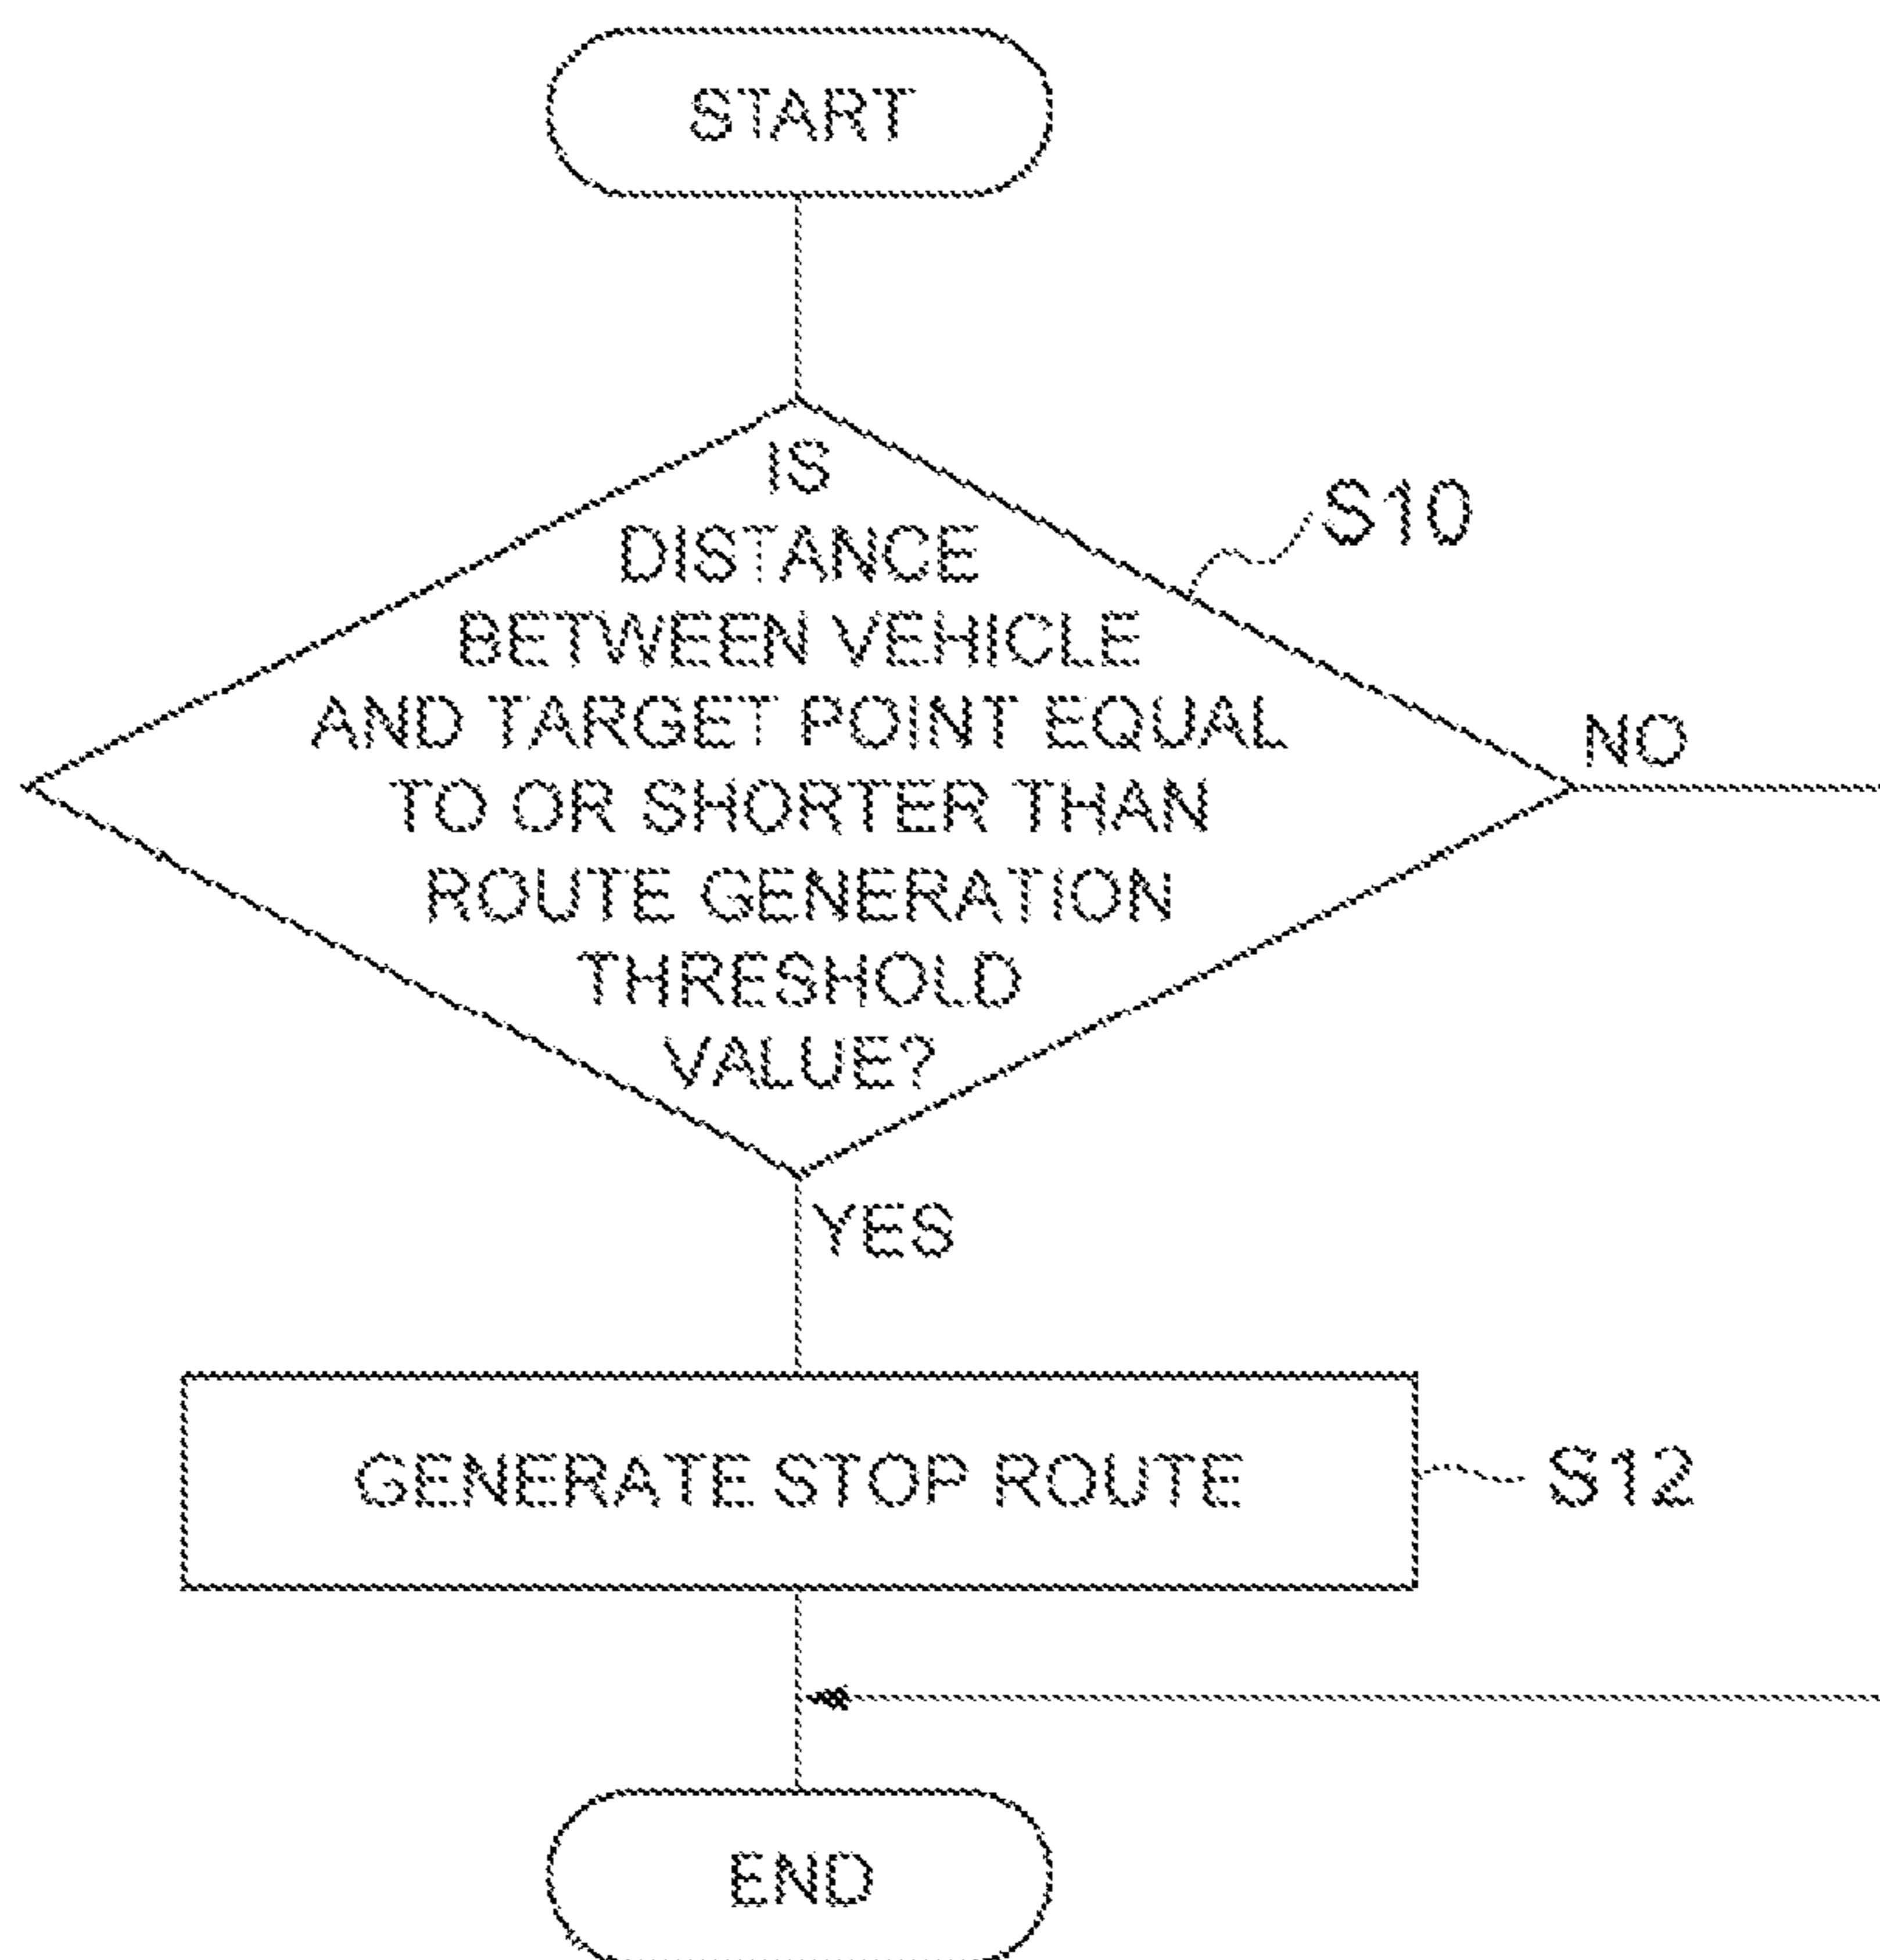 START
IS
DISTANCE
BETWEEN VEHICLE
AND TARGET POINT EQUAL
TO OR SHORTER THAN
ROUTE GENERATION
THRESHOLD
VALUE?
S10
NO
YES
GENERATE STOP ROUTE
S12
END